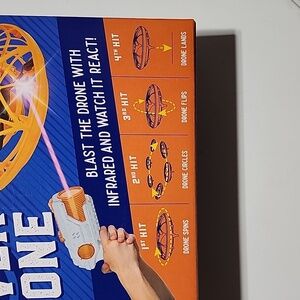 BLAST THE DRONE WITH
INFRARED AND WATCH IT REACT!
1ST HIT
DRONE SPINS
2ND HIT
DRONE CIRCLES
3RD HIT
DRONE FLIPS
4TH HIT
DRONE LANDS